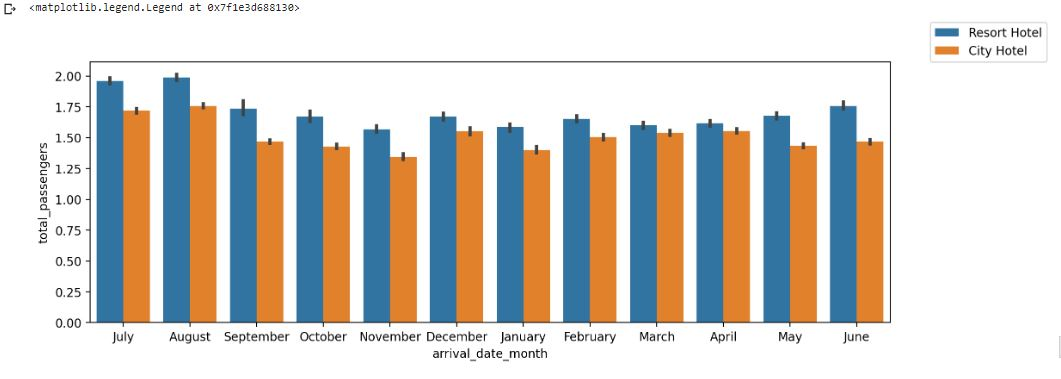 <matplotlib.legend.Legend at 0x7f1e3d688130>
Resort Hotel
City Hotel
total_passengers
2.00
1.75
1.50
1.25
1.00
0.75
0.50
0.25
0.00
July August September October November December January February March April May June
arrival_date_month